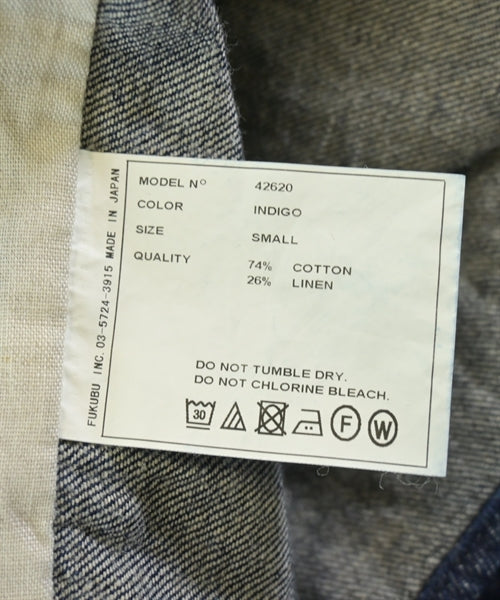 MODEL Nº 42620
COLOR INDIGO
SIZE SMALL
QUALITY 74% COTTON
26% LINEN
DO NOT TUMBLE DRY.
DO NOT CHLORINE BLEACH.
30 F W
FUKUBU INC.03-5724-3915 MADE IN JAPAN